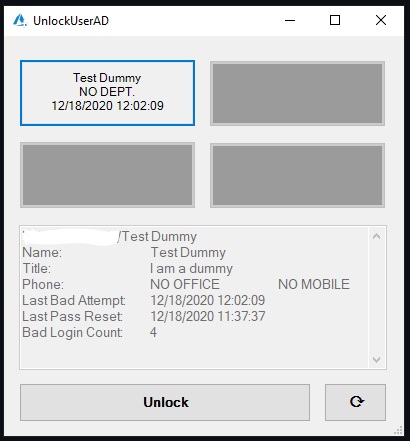 UnlockUserAD
Test Dummy
NO DEPT.
12/18/2020 12:02:09
/Test Dummy
Name: Test Dummy
Title: I am a dummy
Phone: NO OFFICE NO MOBILE
Last Bad Attempt: 12/18/2020 12:02:09
Last Pass Reset: 12/18/2020 11:37:37
Bad Login Count: 4
Unlock